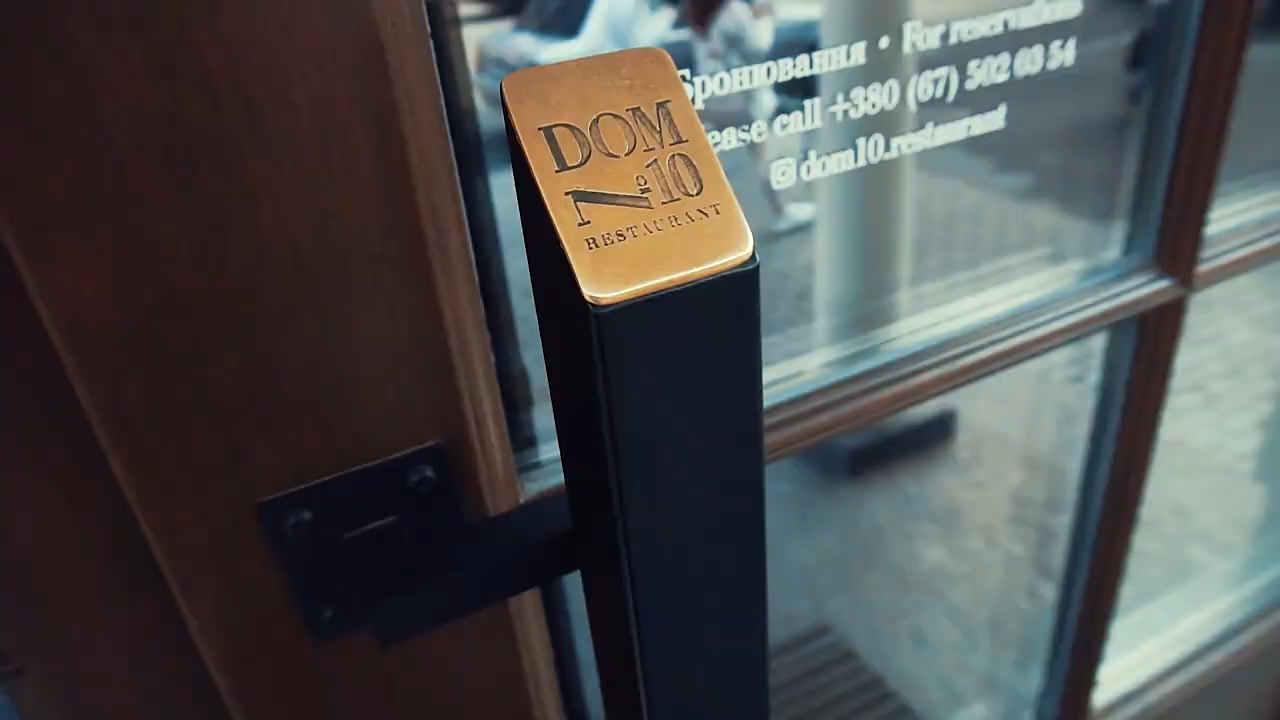 DOM
№10
RESTAURANT
Бронювання • For reservations
ease call +380 (67) 502 03 54
dom10.restaurant